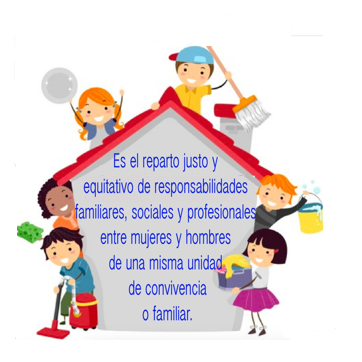 Es el reparto justo y
equitativo de responsabilidades
familiares, sociales y profesionales
entre mujeres y hombres
de una misma unidad
de convivencia
o familiar.